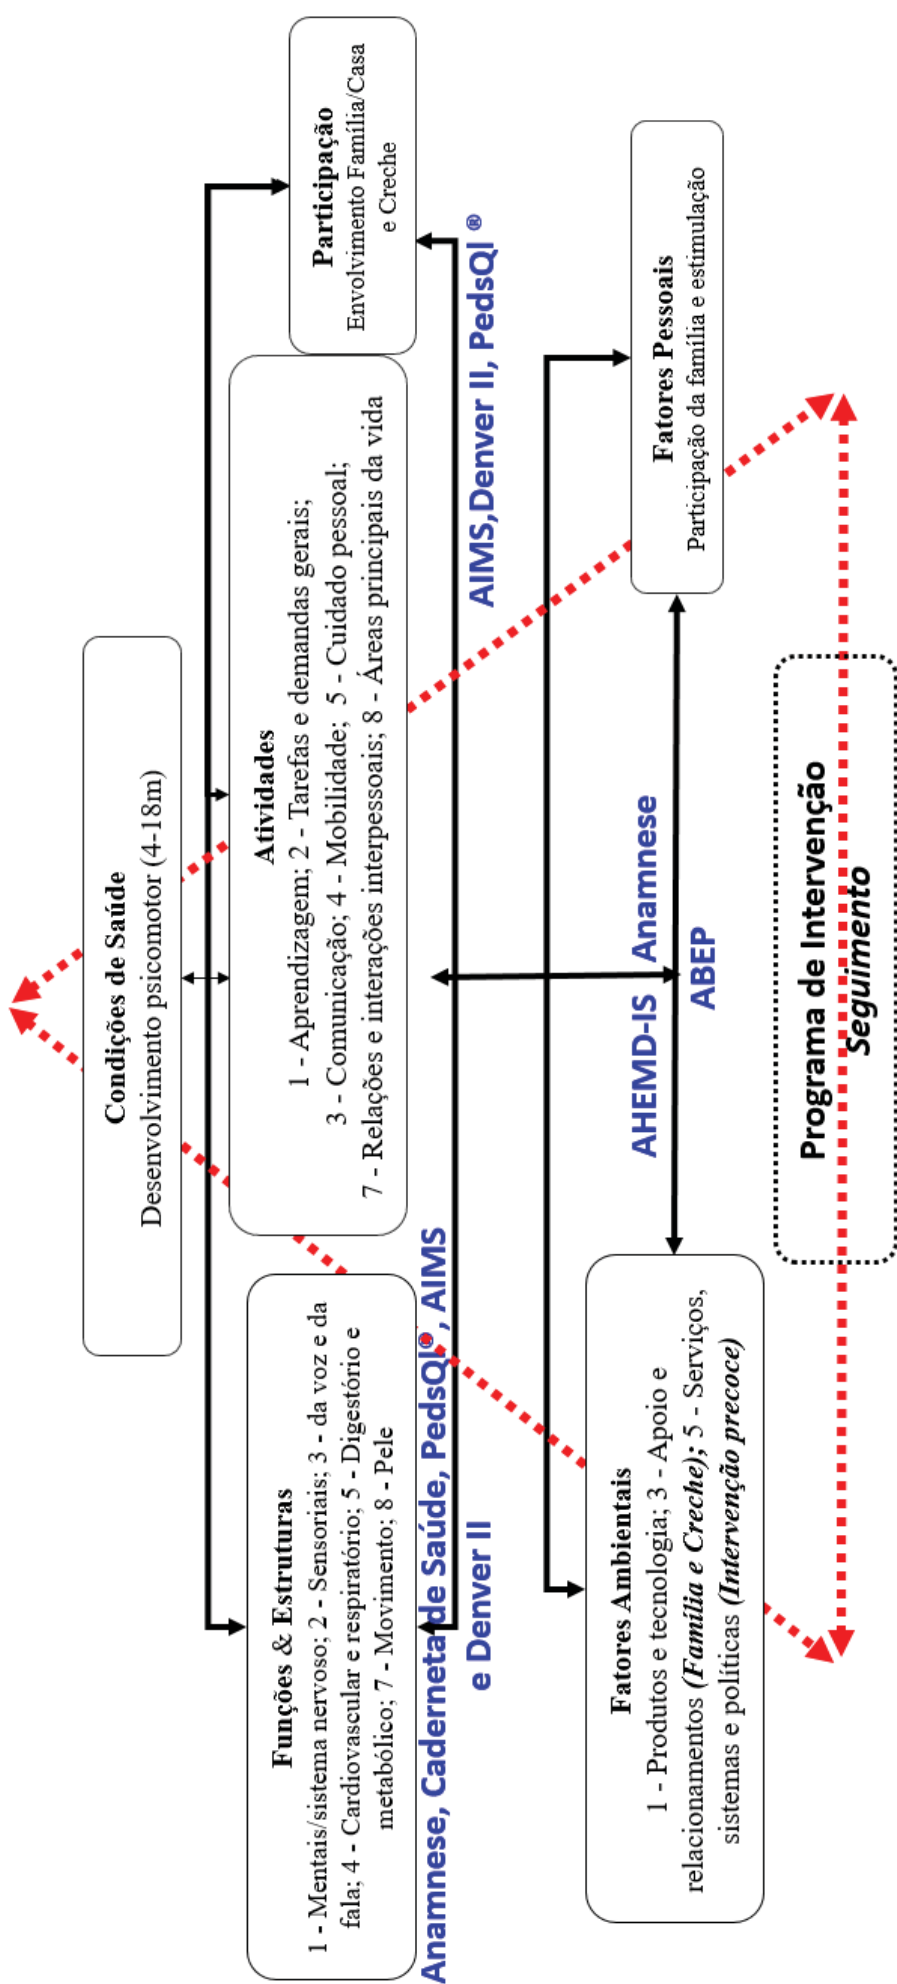 Condições de Saúde
Desenvolvimento psicomotor (4-18m)
Funções & Estruturas
1 - Mentais/sistema nervoso; 2 - Sensoriais; 3 - da voz e da
fala; 4 - Cardiovascular e respiratório; 5 - Digestório e
metabólico; 7 - Movimento; 8 - Pele
Atividades
1 - Aprendizagem; 2 - Tarefas e demandas gerais;
3 - Comunicação; 4 - Mobilidade; 5 - Cuidado pessoal;
7 - Relações e interações interpessoais; 8 - Áreas principais da vida
Participação
Envolvimento Família/Casa
e Creche
Anamnese, Caderneta de Saúde, PedsQl®, AIMS
e Denver II
AIMS,Denver II, PedsQl ®
Fatores Ambientais
1 - Produtos e tecnologia; 3 - Apoio e
relacionamentos (Família e Creche); 5 - Serviços,
sistemas e políticas (Intervenção precoce)
AHEMD-IS Anamnese
ABEP
Fatores Pessoais
Participação da família e estimulação
Programa de Intervenção
Seguimento